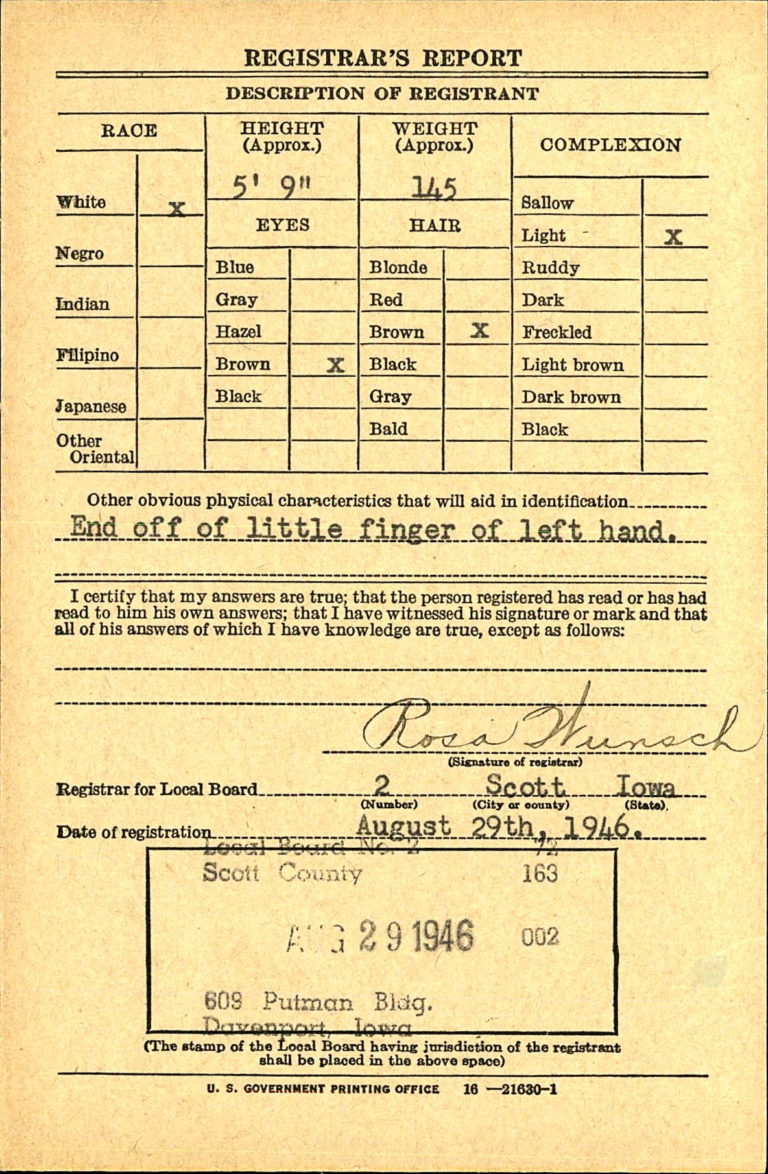 REGISTRAR'S REPORT
DESCRIPTION OF REGISTRANT
RACE
HEIGHT
(Approx.)
WEIGHT
(Approx.)
COMPLEXION
5' 9"
145
White x
Sallow
EYES
HAIR
Light - x
Negro
Blue
Blonde
Ruddy
Indian
Gray
Red
Dark
Hazel
Brown x
Freckled
Filipino
Brown x
Black
Light brown
Japanese
Black
Gray
Dark brown
Other
Oriental
Bald
Black
Other obvious physical characteristics that will aid in identification
End off of little finger of left hand.
I certify that my answers are true; that the person registered has read or has had
read to him his own answers; that I have witnessed his signature or mark and that
all of his answers of which I have knowledge are true, except as follows:
Rosa Wunsch
(Signature of registrar)
Registrar for Local Board 2 Scott Iowa
(Number) (City or county) (State)
Date of registration August 29th, 1946.
Local Board No. 2 72
Scott County 163
AUG 29 1946 002
609 Putman Bldg.
Davenport, Iowa
(The stamp of the Local Board having jurisdiction of the registrant
shall be placed in the above space)
U. S. GOVERNMENT PRINTING OFFICE 16—21630-1